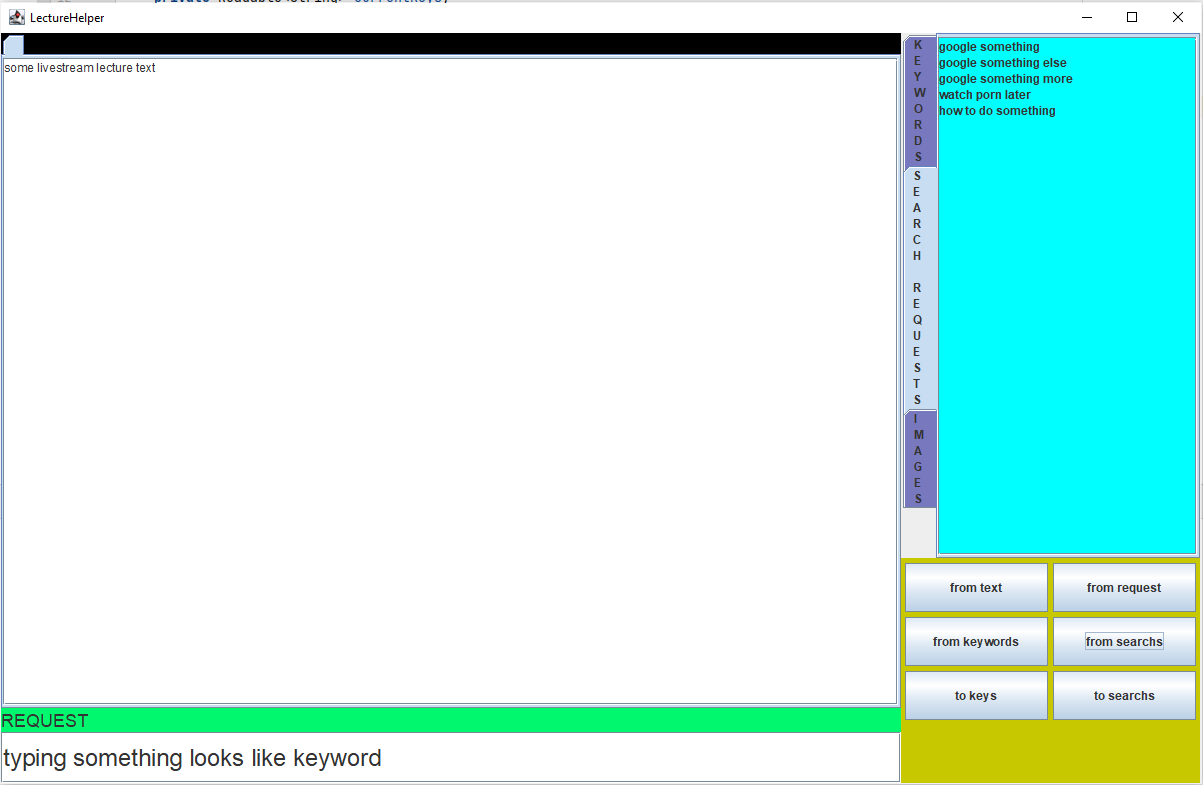 LectureHelper
some livestream lecture text
KEYWORDS
SEARCH REQUESTS
IMAGES
google something
google something else
google something more
watch porn later
how to do something
from text
from request
from keywords
from searchs
to keys
to searchs
REQUEST
typing something looks like keyword